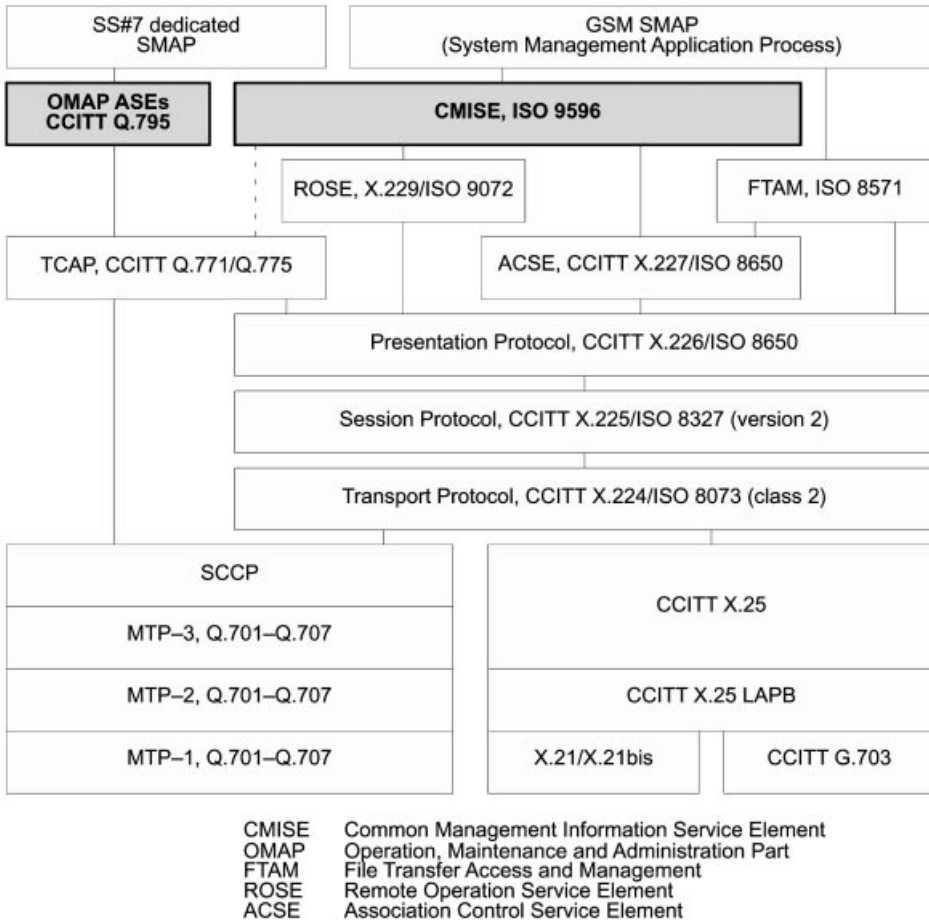 SS#7 dedicated
SMAP
GSM SMAP
(System Management Application Process)
OMAP ASEs
CCITT Q.795
CMISE, ISO 9596
ROSE, X.229/ISO 9072
FTAM, ISO 8571
TCAP, CCITT Q.771/Q.775
ACSE, CCITT X.227/ISO 8650
Presentation Protocol, CCITT X.226/ISO 8650
Session Protocol, CCITT X.225/ISO 8327 (version 2)
Transport Protocol, CCITT X.224/ISO 8073 (class 2)
SCCP
CCITT X.25
MTP–3, Q.701–Q.707
MTP–2, Q.701–Q.707
CCITT X.25 LAPB
MTP–1, Q.701–Q.707
X.21/X.21bis
CCITT G.703
CMISE Common Management Information Service Element
OMAP Operation, Maintenance and Administration Part
FTAM File Transfer Access and Management
ROSE Remote Operation Service Element
ACSE Association Control Service Element